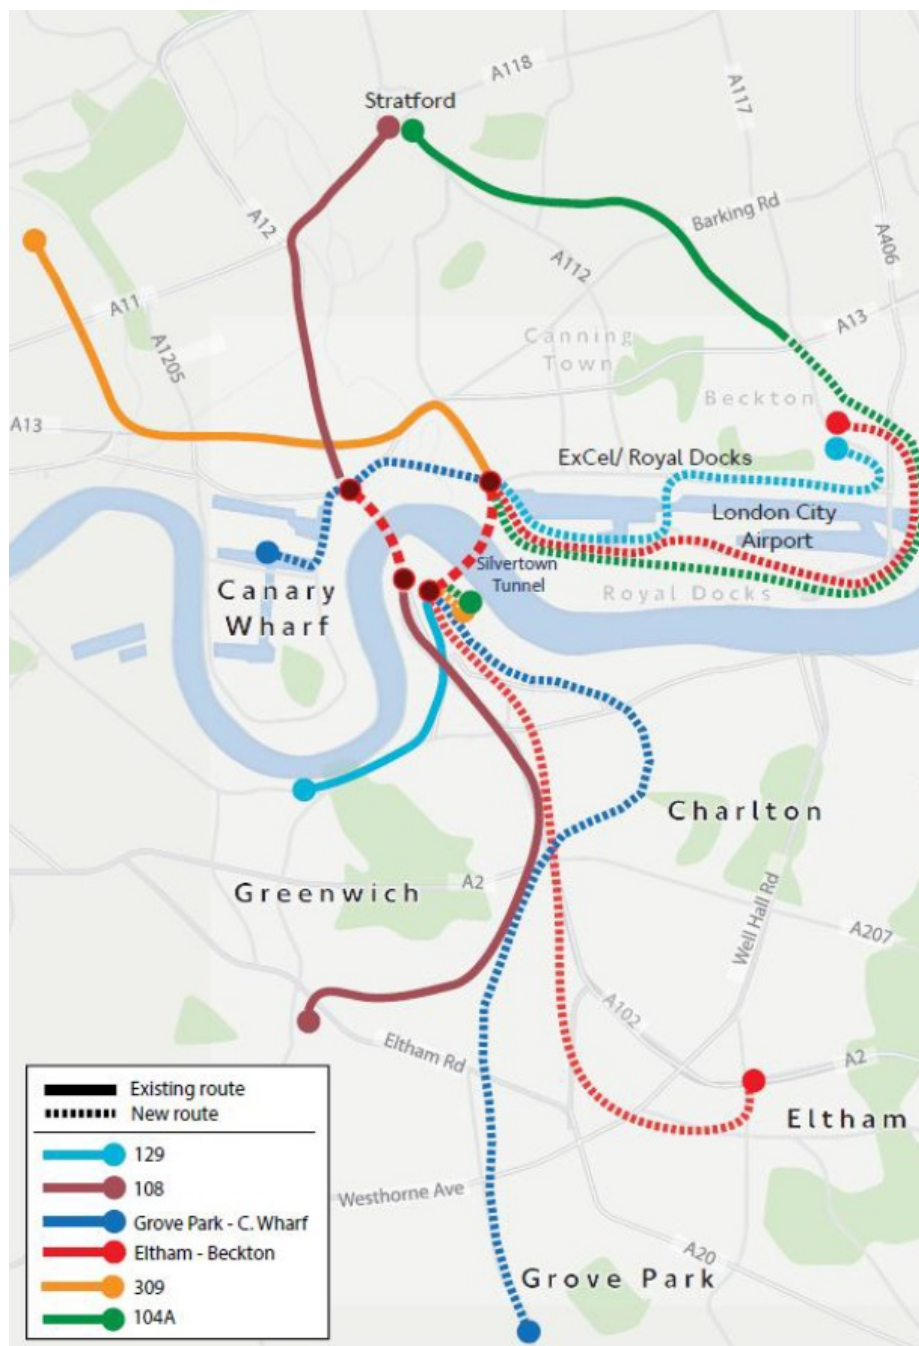 A118
Stratford
A117
Barking Rd
A12
A406
A112
A11
A13
Canning
Town
A1205
Beckton
A13
ExCel/ Royal Docks
London City
Airport
Silvertown
Tunnel
Royal Docks
Canary
Wharf
Charlton
Greenwich
A2
Well Hall Rd
A207
A102
Eltham Rd
A2
Eltham
Westhorne Ave
A20
Grove Park
Existing route
New route
129
108
Grove Park - C. Wharf
Eltham - Beckton
309
104A